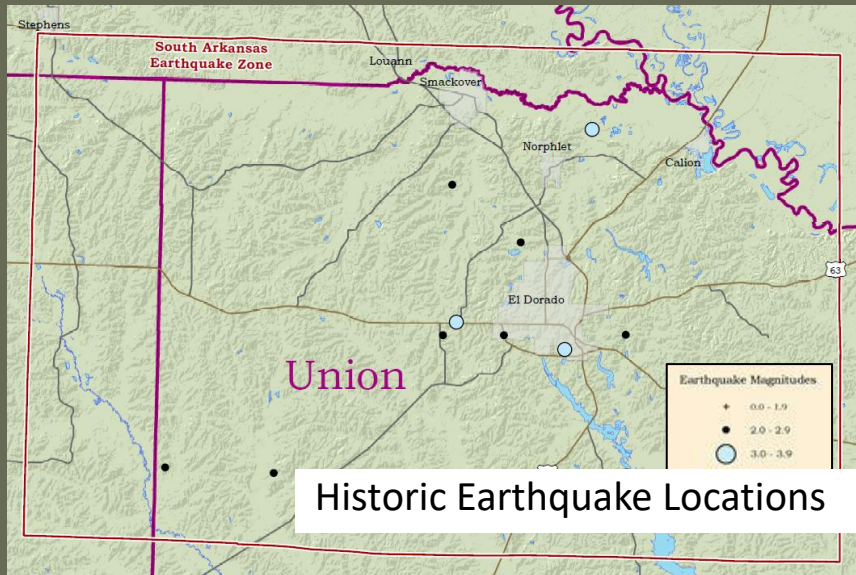 Stephens
South Arkansas
Earthquake Zone
Louann
Smackover
Norphlet
Calion
63
El Dorado
Union
Earthquake Magnitudes
0.0 - 1.9
2.0 - 2.9
3.0 - 3.9
Historic Earthquake Locations